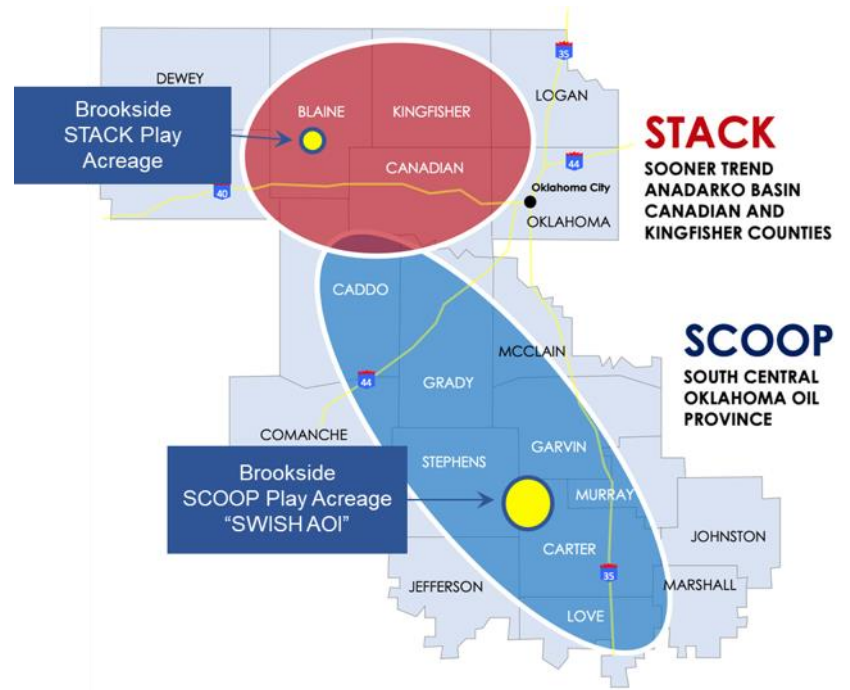 35
DEWEY
Brookside
STACK Play
Acreage
BLAINE
KINGFISHER
LOGAN
STACK
CANADIAN
44
SOONER TREND
ANADARKO BASIN
CANADIAN AND
KINGFISHER COUNTIES
40
Oklahoma City
OKLAHOMA
CADDO
SCOOP
MCCLAIN
SOUTH CENTRAL
OKLAHOMA OIL
PROVINCE
44
GRADY
COMANCHE
GARVIN
STEPHENS
Brookside
SCOOP Play Acreage
“SWISH AOI”
MURRAY
JOHNSTON
CARTER
35
JEFFERSON
MARSHALL
LOVE